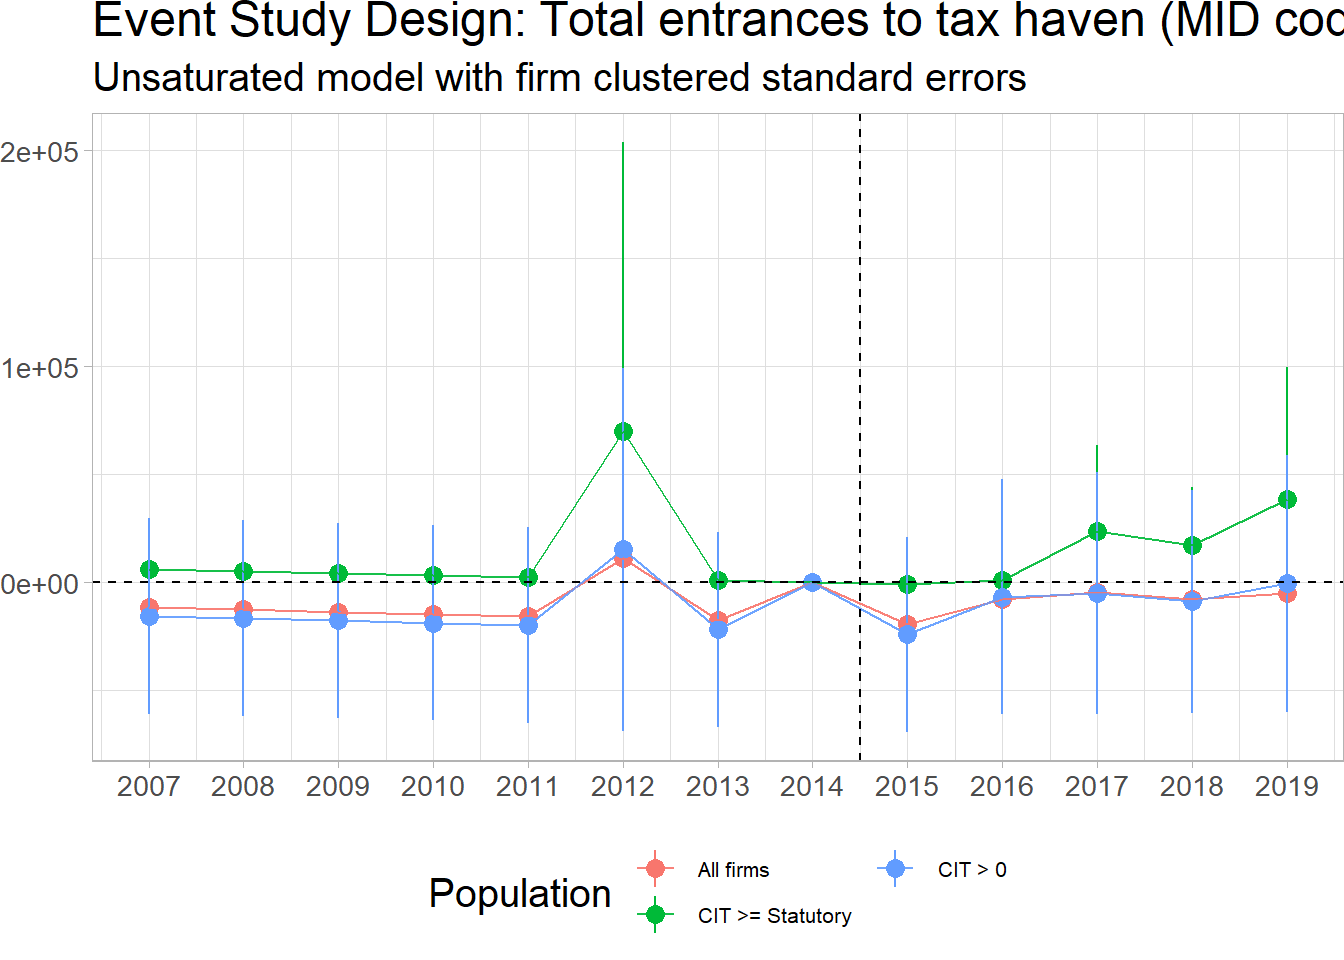 Event Study Design: Total entrances to tax haven (MID cod
Unsaturated model with firm clustered standard errors
2e+05
1e+05
0e+00
2007 2008 2009 2010 2011 2012 2013 2014 2015 2016 2017 2018 2019
Population
All firms
CIT >= Statutory
CIT > 0